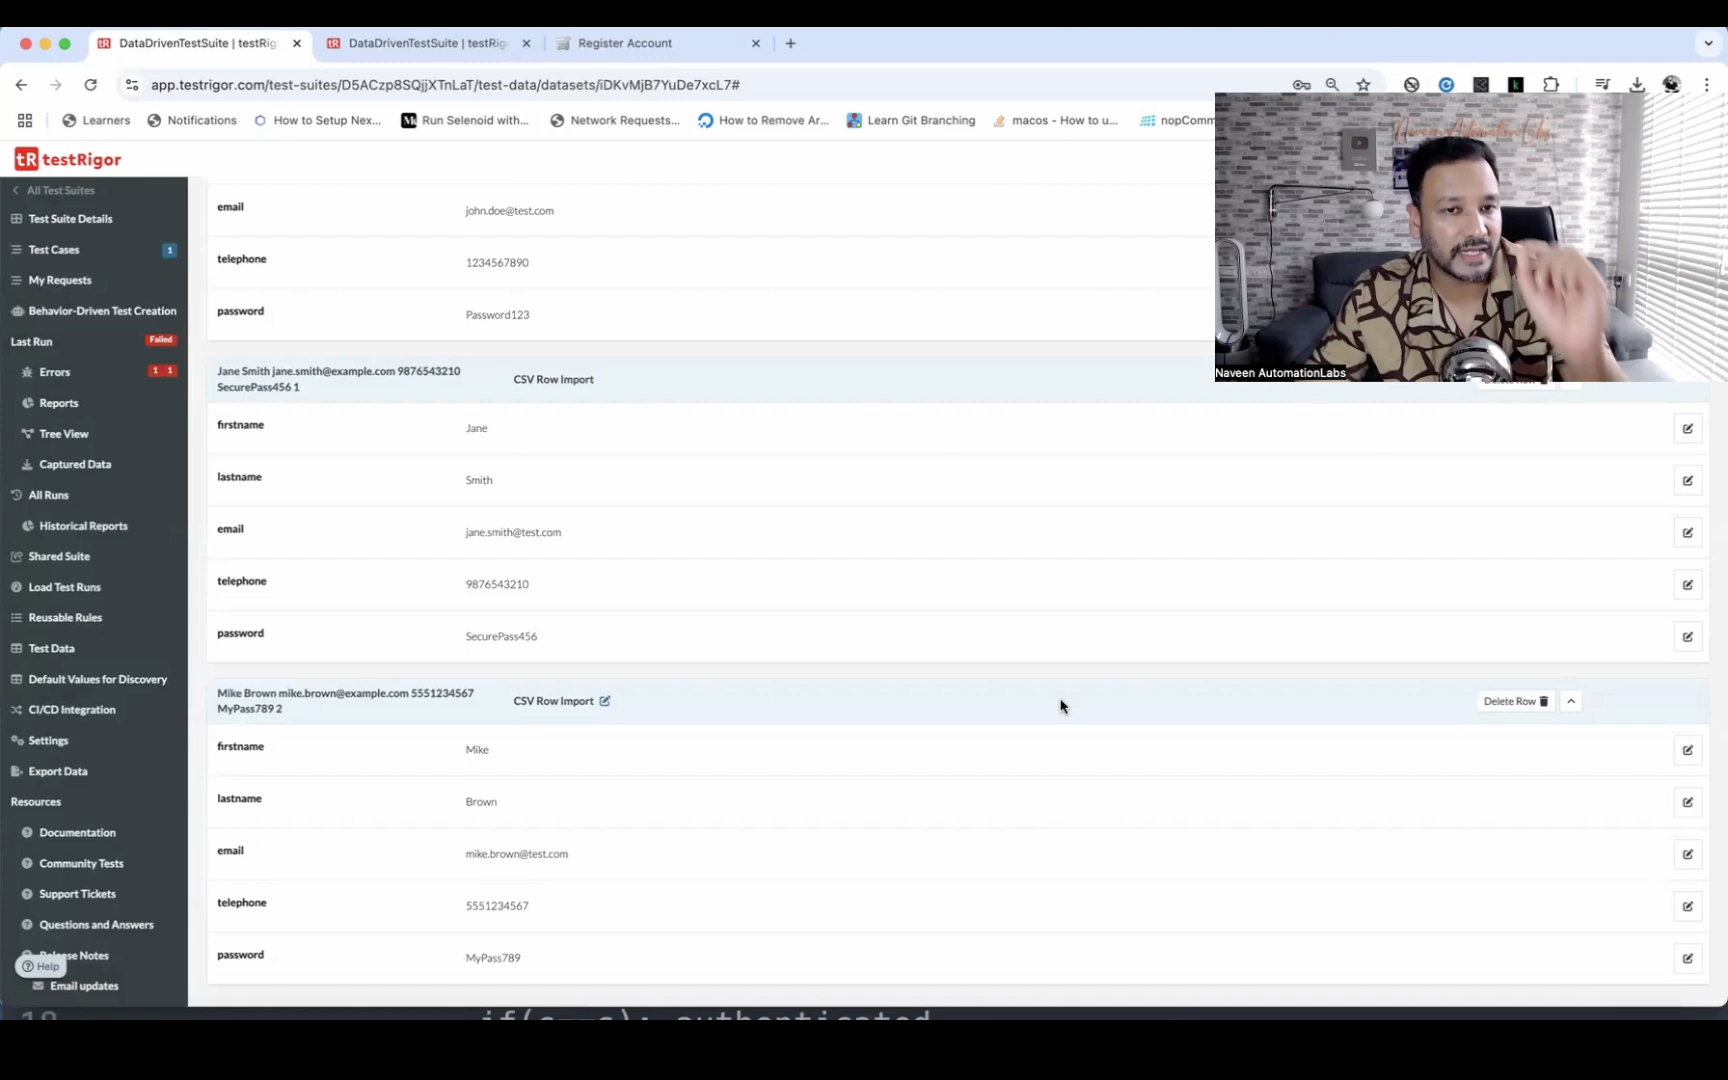 DataDrivenTestSuite | testRig
DataDrivenTestSuite | testRig
Register Account
app.testrigor.com/test-suites/D5ACzp8SQjjXTnLaT/test-data/datasets/iDKvMjB7YuDe7xcL7#
Learners
Notifications
How to Setup Nex...
Run Selenoid with...
Network Requests...
How to Remove Ar...
Learn Git Branching
macos - How to u...
nopComm
tR testRigor
All Test Suites
Test Suite Details
Test Cases 1
My Requests
Behavior-Driven Test Creation
Last Run Failed
Errors 1 1
Reports
Tree View
Captured Data
All Runs
Historical Reports
Shared Suite
Load Test Runs
Reusable Rules
Test Data
Default Values for Discovery
CI/CD Integration
Settings
Export Data
Resources
Documentation
Community Tests
Support Tickets
Questions and Answers
Release Notes
Help
Email updates
email john.doe@test.com
telephone 1234567890
password Password123
Jane Smith jane.smith@example.com 9876543210
SecurePass456 1
CSV Row Import
firstname Jane
lastname Smith
email jane.smith@test.com
telephone 9876543210
password SecurePass456
Mike Brown mike.brown@example.com 5551234567
MyPass789 2
CSV Row Import
Delete Row
firstname Mike
lastname Brown
email mike.brown@test.com
telephone 5551234567
password MyPass789
Naveen AutomationLabs
Naveen AutomationLabs